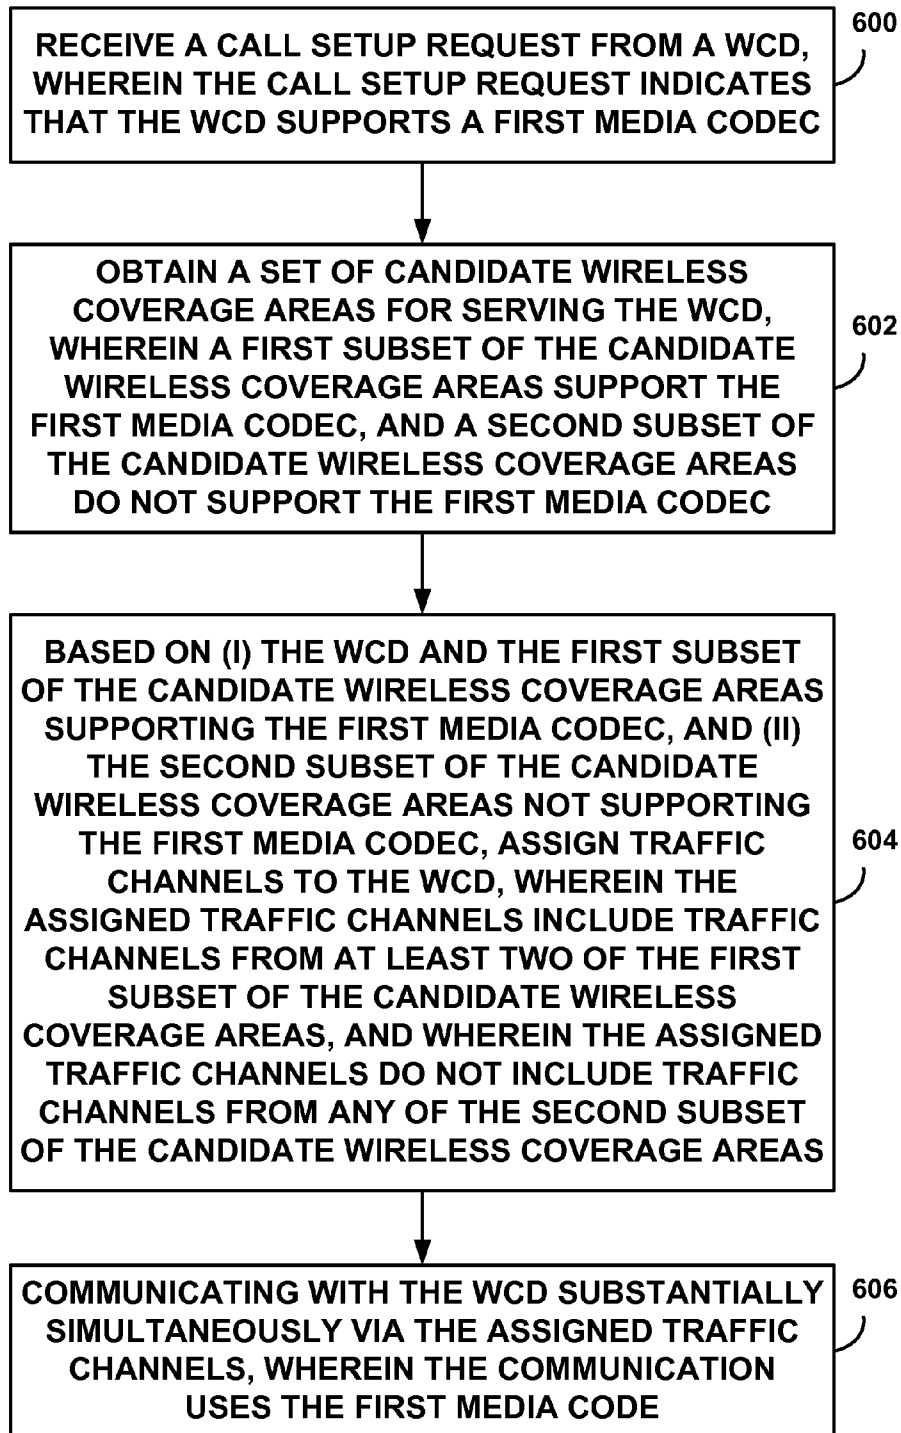 RECEIVE A CALL SETUP REQUEST FROM A WCD,
WHEREIN THE CALL SETUP REQUEST INDICATES
THAT THE WCD SUPPORTS A FIRST MEDIA CODEC
600
OBTAIN A SET OF CANDIDATE WIRELESS
COVERAGE AREAS FOR SERVING THE WCD,
WHEREIN A FIRST SUBSET OF THE CANDIDATE
WIRELESS COVERAGE AREAS SUPPORT THE
FIRST MEDIA CODEC, AND A SECOND SUBSET OF
THE CANDIDATE WIRELESS COVERAGE AREAS
DO NOT SUPPORT THE FIRST MEDIA CODEC
602
BASED ON (I) THE WCD AND THE FIRST SUBSET
OF THE CANDIDATE WIRELESS COVERAGE AREAS
SUPPORTING THE FIRST MEDIA CODEC, AND (II)
THE SECOND SUBSET OF THE CANDIDATE
WIRELESS COVERAGE AREAS NOT SUPPORTING
THE FIRST MEDIA CODEC, ASSIGN TRAFFIC
CHANNELS TO THE WCD, WHEREIN THE
ASSIGNED TRAFFIC CHANNELS INCLUDE TRAFFIC
CHANNELS FROM AT LEAST TWO OF THE FIRST
SUBSET OF THE CANDIDATE WIRELESS
COVERAGE AREAS, AND WHEREIN THE ASSIGNED
TRAFFIC CHANNELS DO NOT INCLUDE TRAFFIC
CHANNELS FROM ANY OF THE SECOND SUBSET
OF THE CANDIDATE WIRELESS COVERAGE AREAS
604
COMMUNICATING WITH THE WCD SUBSTANTIALLY
SIMULTANEOUSLY VIA THE ASSIGNED TRAFFIC
CHANNELS, WHEREIN THE COMMUNICATION
USES THE FIRST MEDIA CODE
606